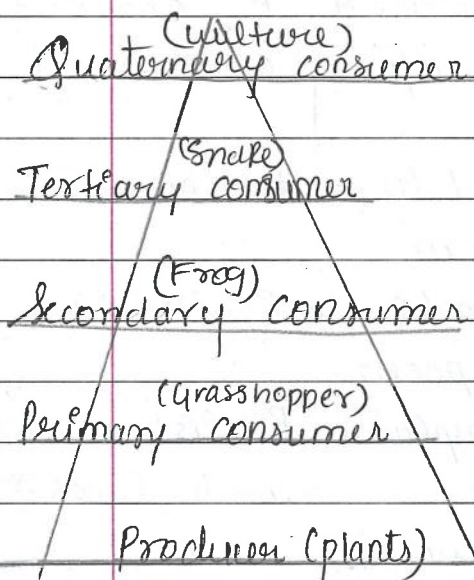 (Vulture)
Quaternary consumer
(Snake)
Tertiary consumer
(Frog)
Secondary consumer
(Grasshopper)
Primary consumer
Producer (plants)